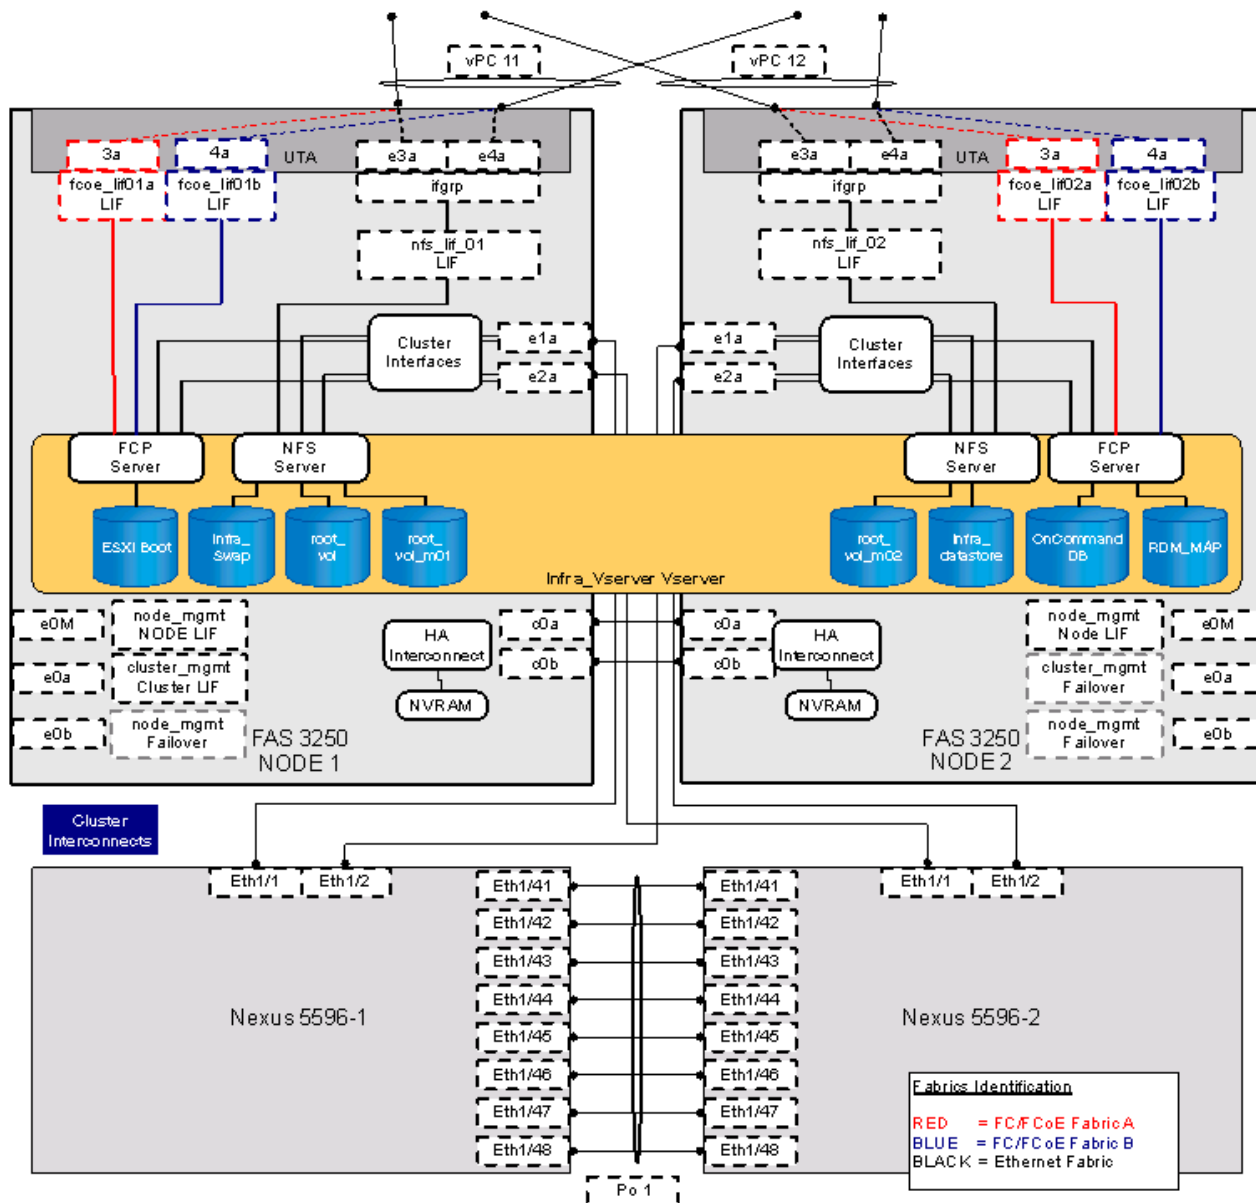 vPC 11
vPC 12
3a
4a
UTA
e3a
e4a
fcoe_lif01a
LIF
fcoe_lif01b
LIF
ifgrp
nfs_lif_01
LIF
Cluster
Interfaces
e1a
e2a
e3a
e4a
UTA
3a
4a
ifgrp
fcoe_lif02a
LIF
fcoe_lif02b
LIF
nfs_lif_02
LIF
e1a
e2a
Cluster
Interfaces
FCP
Server
NFS
Server
NFS
Server
FCP
Server
ESXI Boot
Infra_
Swap
root_
vol
root_
vol_m01
root_
vol_m02
Infra_
datastore
OnCommand
DB
RDM_MAP
Infra_Vserver Vserver
e0M
node_mgmt
NODE LIF
e0a
cluster_mgmt
Cluster LIF
e0b
node_mgmt
Failover
HA
Interconnect
NVRAM
c0a
c0b
FAS 3250
NODE 1
c0a
c0b
HA
Interconnect
NVRAM
node_mgmt
Node LIF
e0M
cluster_mgmt
Failover
e0a
node_mgmt
Failover
e0b
FAS 3250
NODE 2
Cluster
Interconnects
Eth1/1
Eth1/2
Eth1/1
Eth1/2
Eth1/41
Eth1/41
Eth1/42
Eth1/42
Eth1/43
Eth1/43
Eth1/44
Eth1/44
Eth1/45
Eth1/45
Eth1/46
Eth1/46
Eth1/47
Eth1/47
Eth1/48
Eth1/48
Nexus 5596-1
Nexus 5596-2
Po 1
Fabrics Identification
RED = FC/FCoE Fabric A
BLUE = FC/FCoE Fabric B
BLACK = Ethernet Fabric